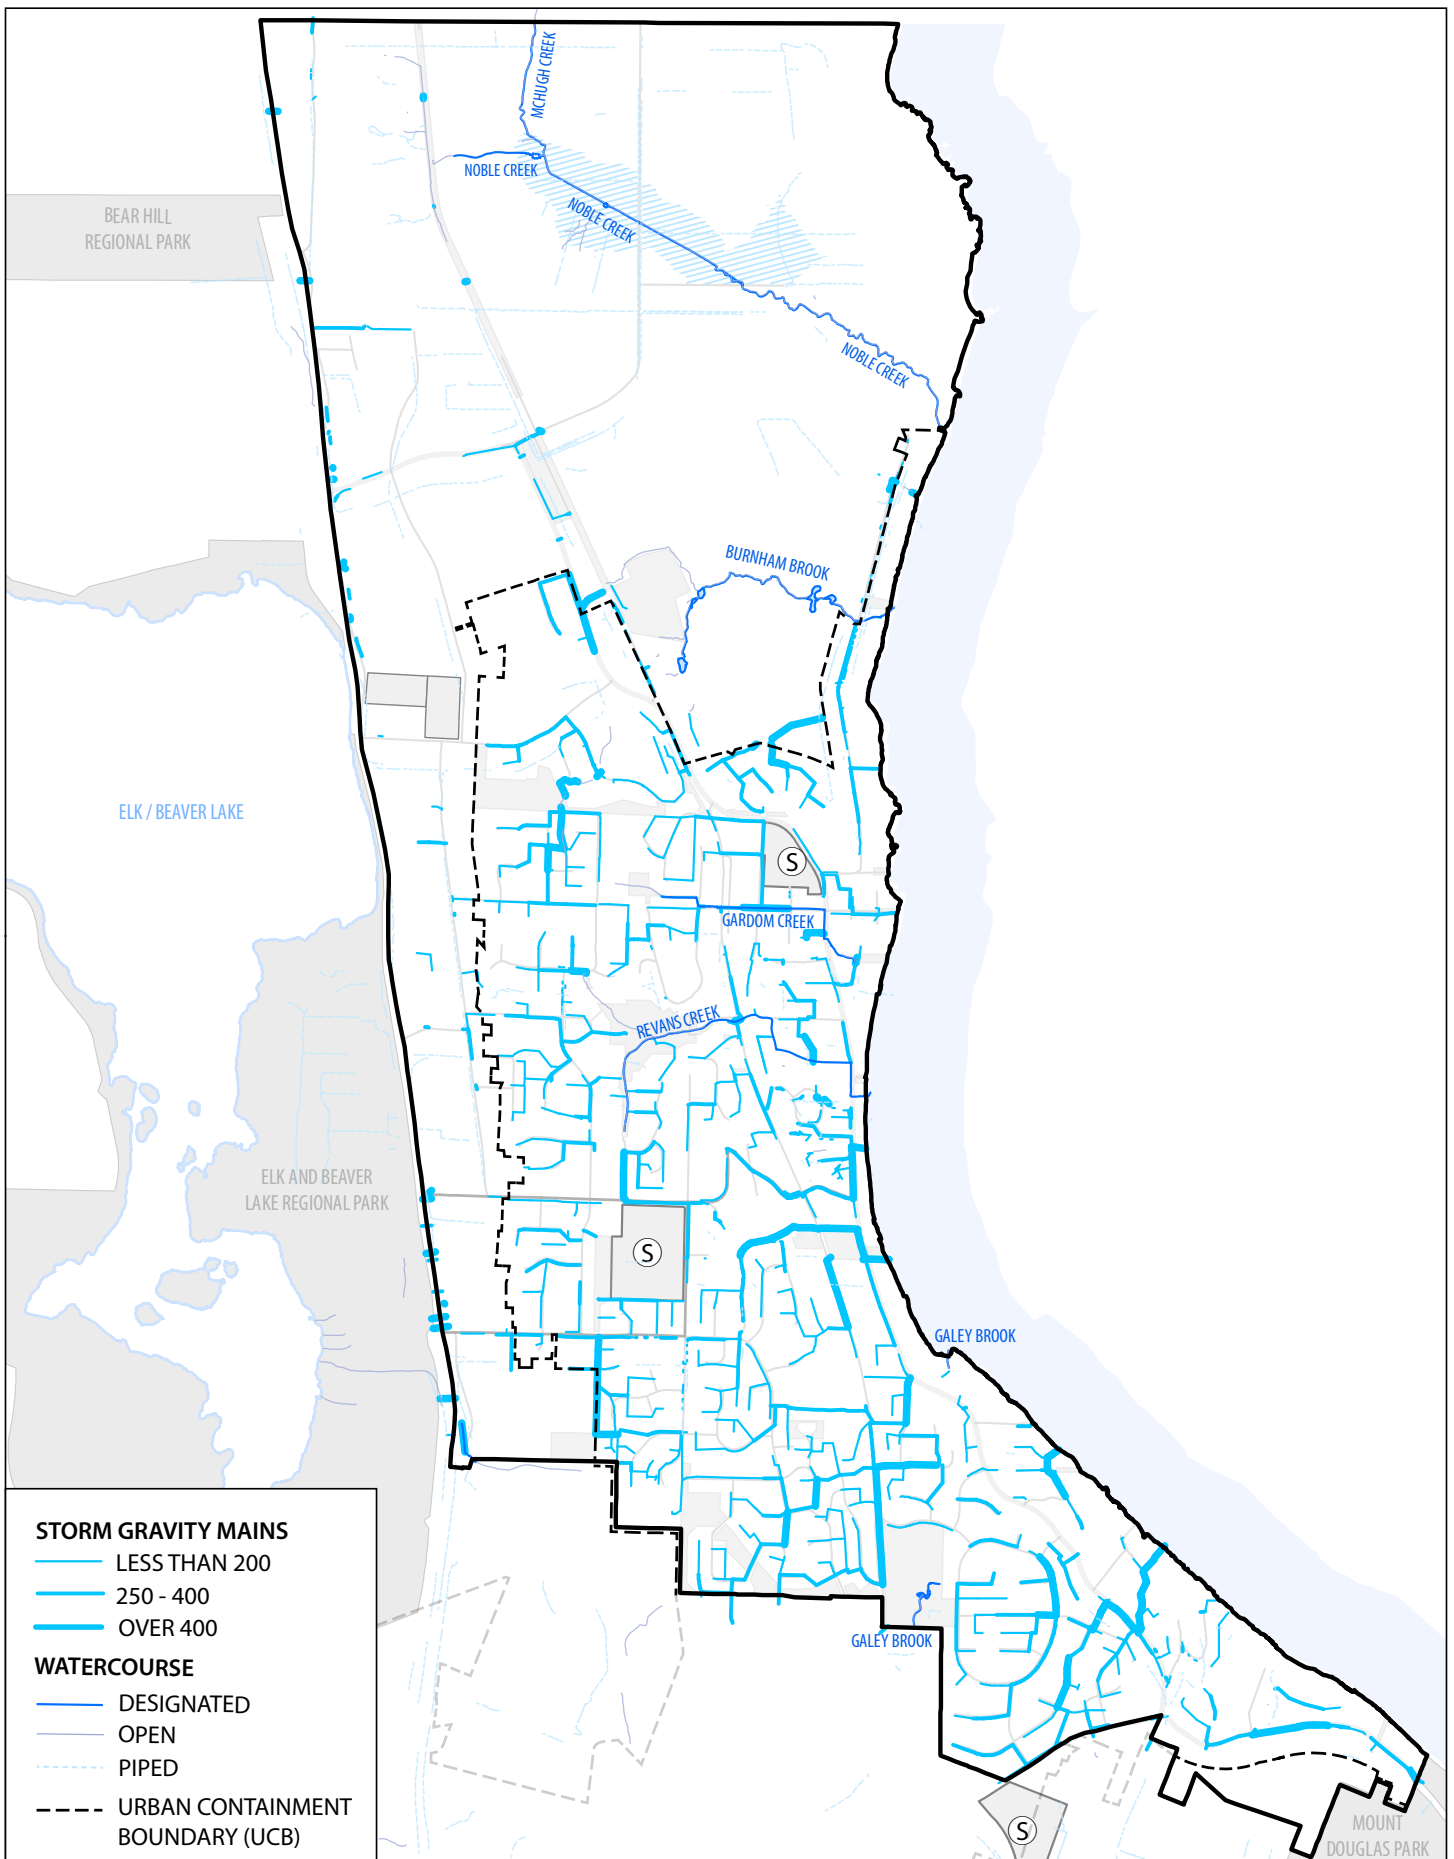 MCHUGH CREEK
NOBLE CREEK
NOBLE CREEK
BEAR HILL
REGIONAL PARK
NOBLE CREEK
BURNHAM BROOK
ELK / BEAVER LAKE
S
GARDOM CREEK
REVANS CREEK
ELK AND BEAVER
LAKE REGIONAL PARK
S
GALEY BROOK
GALEY BROOK
STORM GRAVITY MAINS
LESS THAN 200
250 - 400
OVER 400
WATERCOURSE
DESIGNATED
OPEN
PIPED
URBAN CONTAINMENT
BOUNDARY (UCB)
S
MOUNT
DOUGLAS PARK